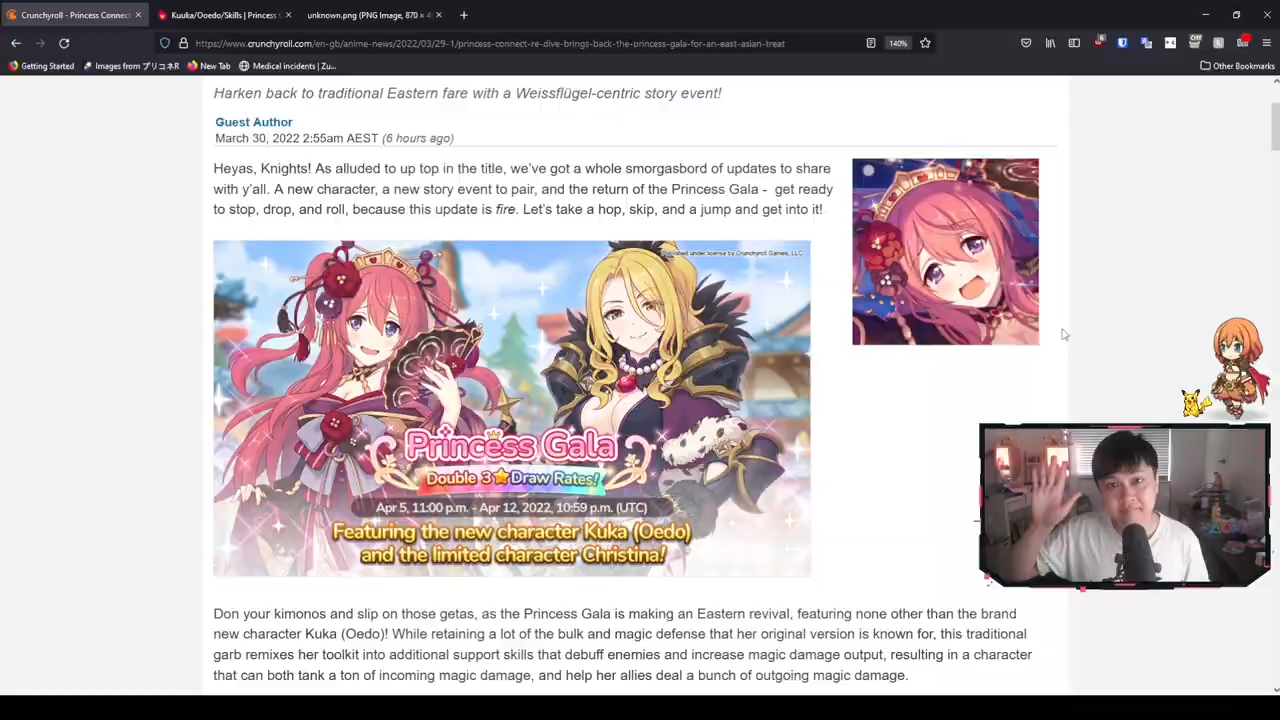 Crunchyroll - Princess Connect
Kuuka/Ooedo/Skills | Princess
unknown.png (PNG Image, 870 × 4
https://www.crunchyroll.com/en-gb/anime-news/2022/03/29-1/princess-connect-re-dive-brings-back-the-princess-gala-for-an-east-asian-treat
140%
Getting Started
Images from プリコネR
New Tab
Medical incidents | Zu...
Other Bookmarks
Harken back to traditional Eastern fare with a Weissflügel-centric story event!
Guest Author
March 30, 2022 2:55am AEST (6 hours ago)
Heyas, Knights! As alluded to up top in the title, we've got a whole smorgasbord of updates to share
with y'all. A new character, a new story event to pair, and the return of the Princess Gala - get ready
to stop, drop, and roll, because this update is fire. Let's take a hop, skip, and a jump and get into it!
Published under license by Crunchyroll Games, LLC
Princess Gala
Double 3★Draw Rates!
Apr 5, 11:00 p.m. - Apr 12, 2022, 10:59 p.m. (UTC)
Featuring the new character Kuka (Oedo)
and the limited character Christina!
Don your kimonos and slip on those getas, as the Princess Gala is making an Eastern revival, featuring none other than the brand
new character Kuka (Oedo)! While retaining a lot of the bulk and magic defense that her original version is known for, this traditional
garb remixes her toolkit into additional support skills that debuff enemies and increase magic damage output, resulting in a character
that can both tank a ton of incoming magic damage, and help her allies deal a bunch of outgoing magic damage.